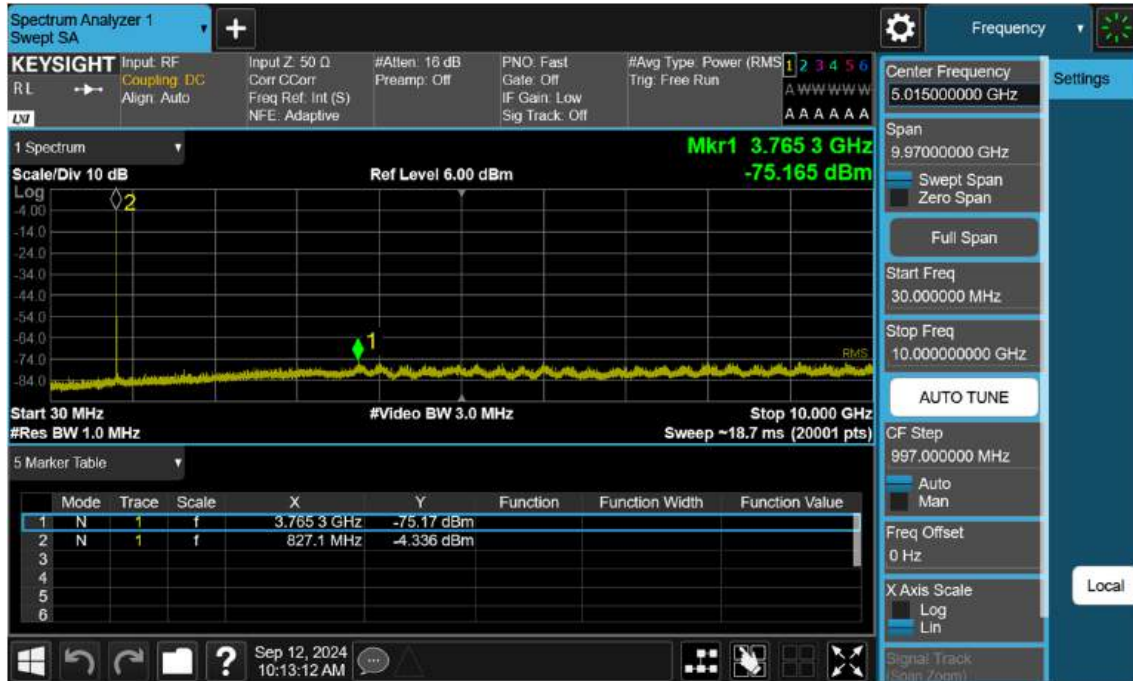 Spectrum Analyzer 1
Swept SA
+
Frequency
KEYSIGHT
RL
LXI
Input: RF
Coupling: DC
Align: Auto
Input Z: 50 Ω
Corr CCorr
Freq Ref: Int (S)
NFE: Adaptive
#Atten: 16 dB
Preamp: Off
PNO: Fast
Gate: Off
IF Gain: Low
Sig Track: Off
#Avg Type: Power (RMS
Trig: Free Run
1 2 3 4 5 6
A W W W W W
A A A A A A
1 Spectrum
Mkr1 3.765 3 GHz
-75.165 dBm
Scale/Div 10 dB
Ref Level 6.00 dBm
Log
-4.00
-14.0
-24.0
-34.0
-44.0
-54.0
-64.0
-74.0
-84.0
2
1
RMS
Start 30 MHz
#Video BW 3.0 MHz
Stop 10.000 GHz
#Res BW 1.0 MHz
Sweep ~18.7 ms (20001 pts)
5 Marker Table
Mode Trace Scale X Y Function Function Width Function Value
1 N 1 f 3.765 3 GHz -75.17 dBm
2 N 1 f 827.1 MHz -4.336 dBm
3
4
5
6
?
Sep 12, 2024
10:13:12 AM
Center Frequency
5.015000000 GHz
Settings
Span
9.97000000 GHz
Swept Span
Zero Span
Full Span
Start Freq
30.000000 MHz
Stop Freq
10.000000000 GHz
AUTO TUNE
CF Step
997.000000 MHz
Auto
Man
Freq Offset
0 Hz
X Axis Scale
Log
Lin
Local
Signal Track
(Span Zoom)